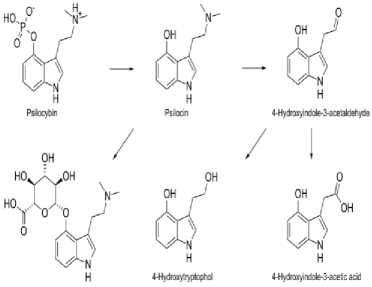 H
O
O⁻
HO
P
N⁺
O
O
N
H
Psilocybin
OH
N
N
H
Psilocin
OH
O
N
H
4-Hydroxyindole-3-acetaldehyde
OH
HO
OH
HO
O
O
O
N
N
H
OH
OH
N
H
4-Hydroxytryptophol
OH
O
OH
N
H
4-Hydroxyindole-3-acetic acid